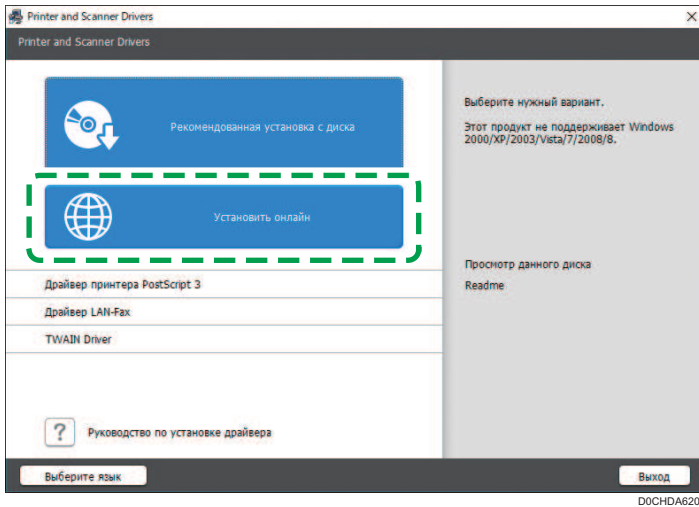 Printer and Scanner Drivers
Printer and Scanner Drivers
Рекомендованная установка с диска
Установить онлайн
Драйвер принтера PostScript 3
Драйвер LAN-Fax
TWAIN Driver
? Руководство по установке драйвера
Выберите нужный вариант.
Этот продукт не поддерживает Windows
2000/XP/2003/Vista/7/2008/8.
Просмотр данного диска
Readme
Выберите язык
Выход
D0CHDA620